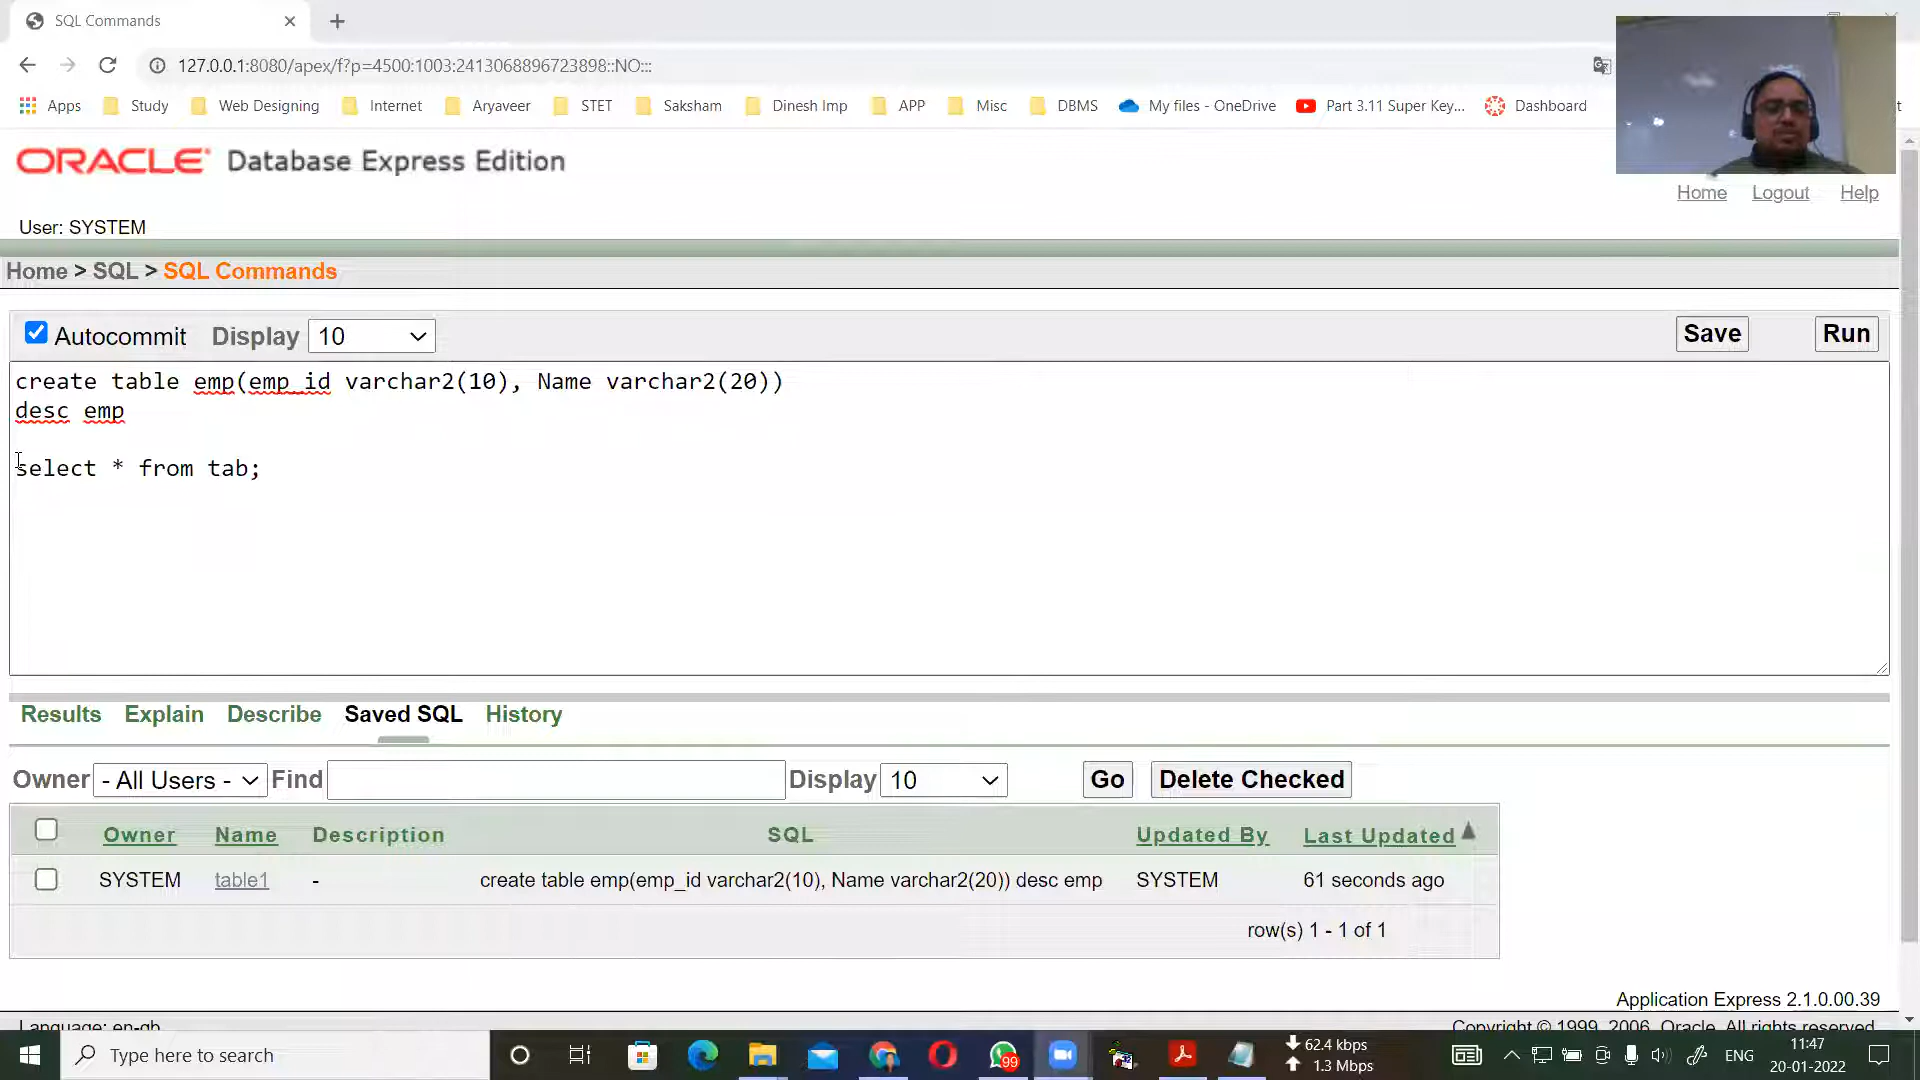 SQL Commands
127.0.0.1:8080/apex/f?p=4500:1003:2413068896723898::NO:::
Apps Study Web Designing Internet Aryaveer STET Saksham Dinesh Imp APP Misc DBMS My files - OneDrive Part 3.11 Super Key... Dashboard
ORACLE Database Express Edition
Home Logout Help
User: SYSTEM
Home > SQL > SQL Commands
Autocommit Display 10 Save Run
create table emp(emp_id varchar2(10), Name varchar2(20))
desc emp
select * from tab;
Results Explain Describe Saved SQL History
Owner - All Users - Find Display 10 Go Delete Checked
Owner Name Description SQL Updated By Last Updated
SYSTEM table1 - create table emp(emp_id varchar2(10), Name varchar2(20)) desc emp SYSTEM 61 seconds ago
row(s) 1 - 1 of 1
Application Express 2.1.0.00.39
Language: en-gb Copyright © 1999, 2006, Oracle. All rights reserved.
Type here to search 99 62.4 kbps ENG 11:47
1.3 Mbps 20-01-2022